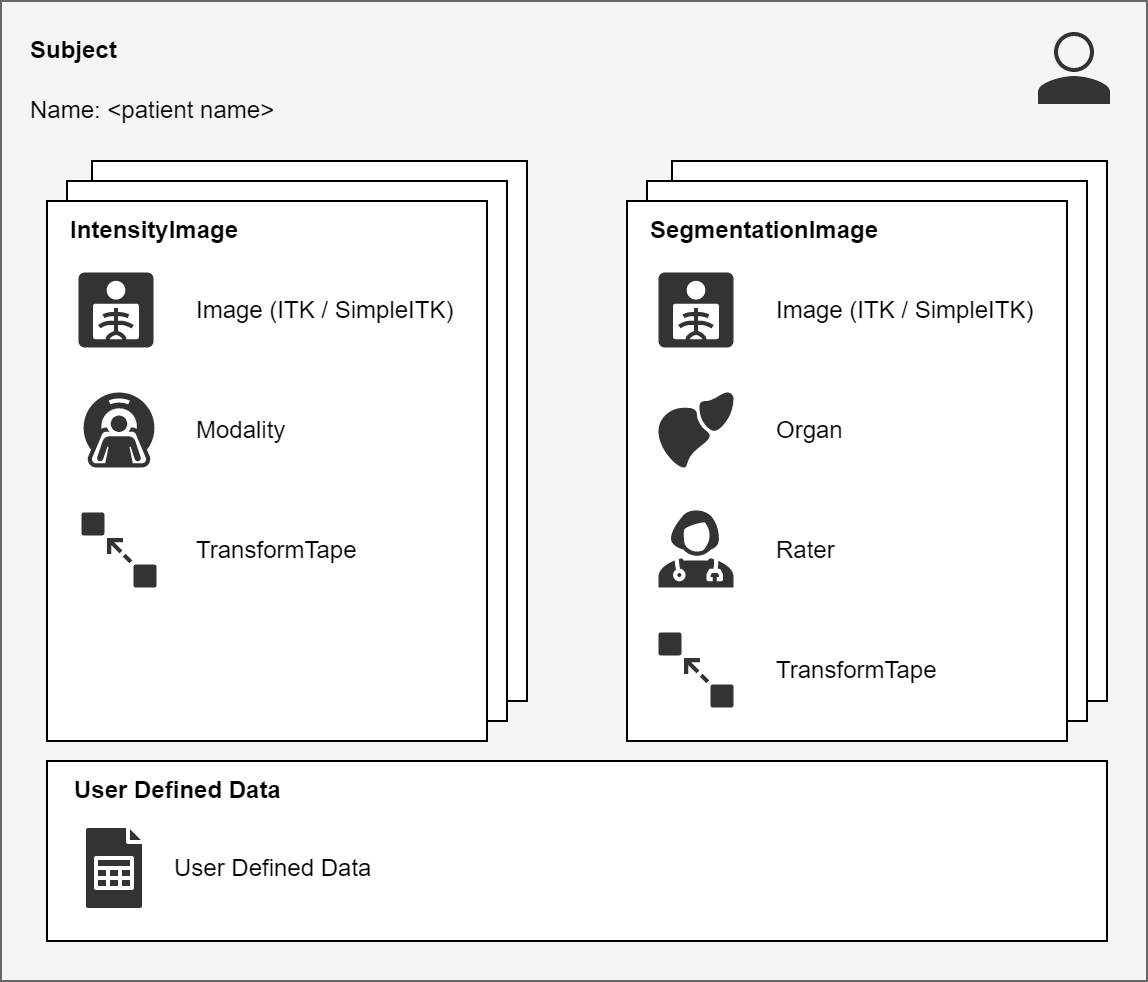 Subject
Name: <patient name>
IntensityImage
Image (ITK / SimpleITK)
Modality
TransformTape
SegmentationImage
Image (ITK / SimpleITK)
Organ
Rater
TransformTape
User Defined Data
User Defined Data